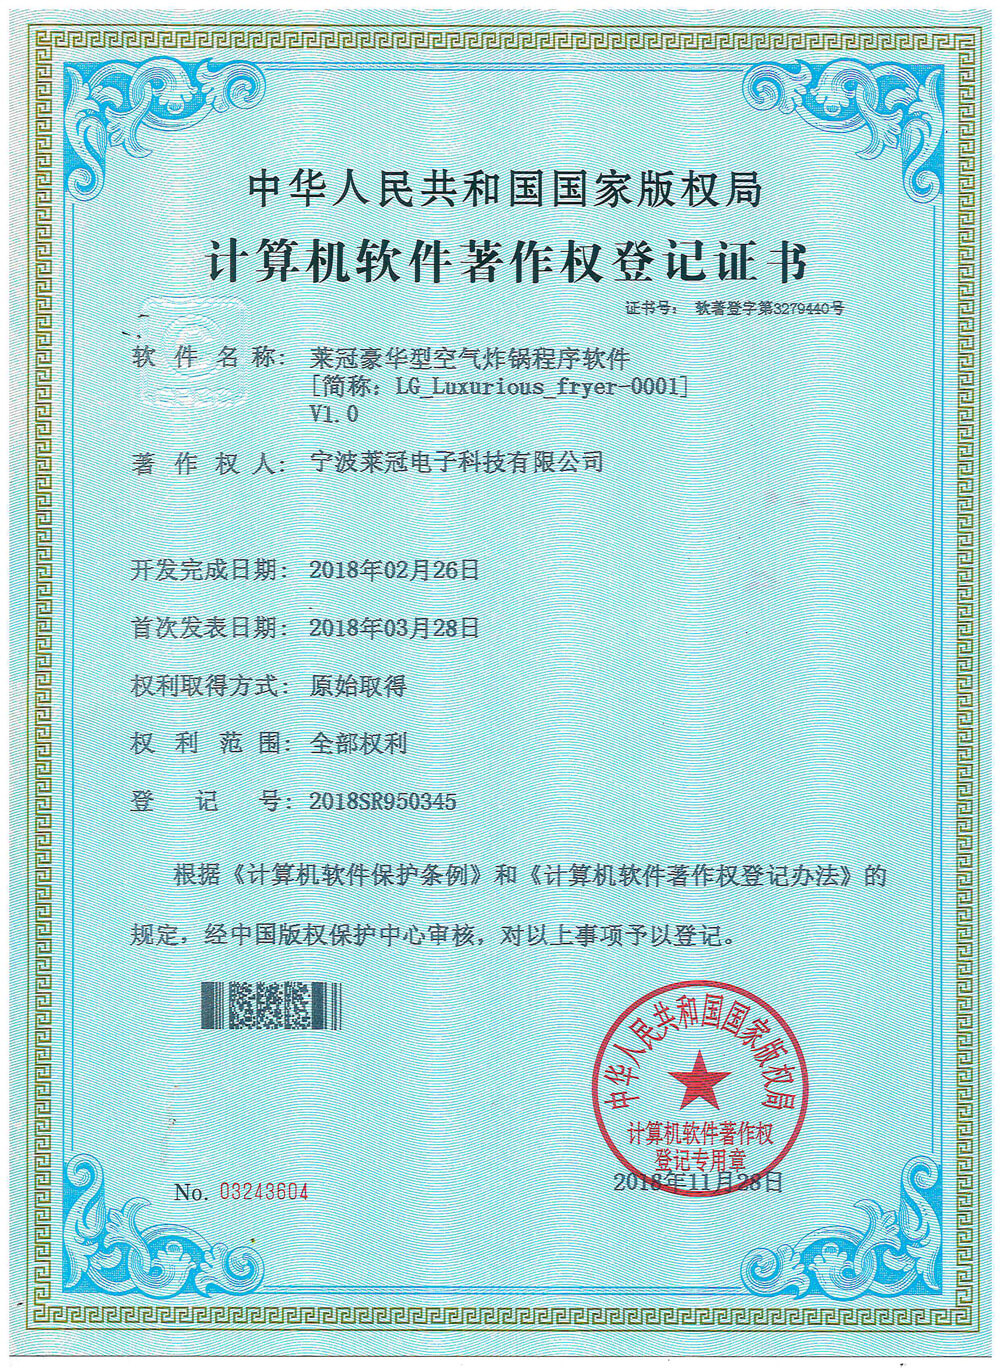 中华人民共和国国家版权局
计算机软件著作权登记证书
证书号： 软著登字第3279440号
软件名称： 莱冠豪华型空气炸锅程序软件
[简称：LG_Luxurious_fryer-0001]
V1.0
著作权人： 宁波莱冠电子科技有限公司
开发完成日期： 2018年02月26日
首次发表日期： 2018年03月28日
权利取得方式： 原始取得
权利范围： 全部权利
登记号： 2018SR950345
根据《计算机软件保护条例》和《计算机软件著作权登记办法》的
规定，经中国版权保护中心审核，对以上事项予以登记。
中华人民共和国国家版权局
计算机软件著作权
登记专用章
No. 03243604
2018年11月28日